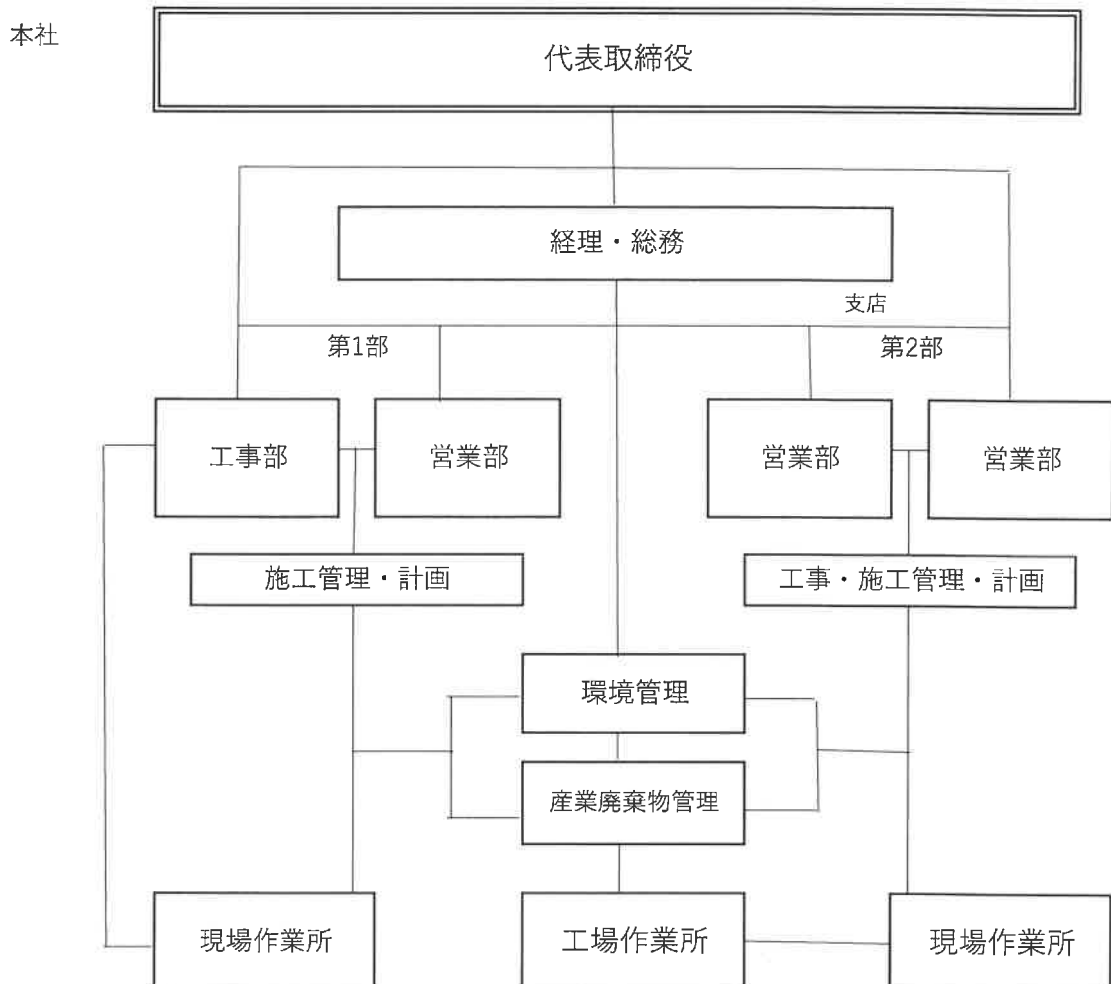 本社
代表取締役
経理・総務
支店
第1部
第2部
工事部
営業部
営業部
営業部
施工管理・計画
工事・施工管理・計画
環境管理
産業廃棄物管理
現場作業所
工場作業所
現場作業所